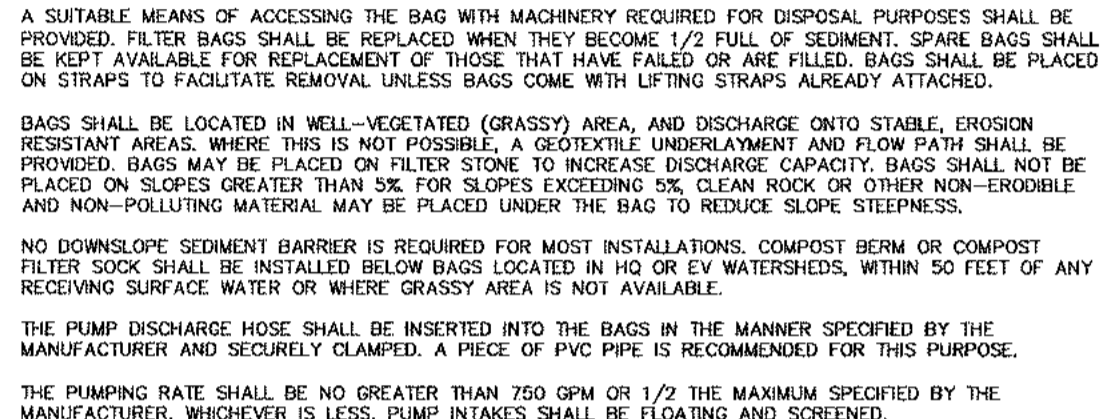 A SUITABLE MEANS OF ACCESSING THE BAG WITH MACHINERY REQUIRED FOR DISPOSAL PURPOSES SHALL BE
PROVIDED. FILTER BAGS SHALL BE REPLACED WHEN THEY BECOME 1/2 FULL OF SEDIMENT. SPARE BAGS SHALL
BE KEPT AVAILABLE FOR REPLACEMENT OF THOSE THAT HAVE FAILED OR ARE FILLED. BAGS SHALL BE PLACED
ON STRAPS TO FACILITATE REMOVAL UNLESS BAGS COME WITH LIFTING STRAPS ALREADY ATTACHED.
BAGS SHALL BE LOCATED IN WELL-VEGETATED (GRASSY) AREA, AND DISCHARGE ONTO STABLE, EROSION
RESISTANT AREAS. WHERE THIS IS NOT POSSIBLE, A GEOTEXTILE UNDERLAYMENT AND FLOW PATH SHALL BE
PROVIDED. BAGS MAY BE PLACED ON FILTER STONE TO INCREASE DISCHARGE CAPACITY. BAGS SHALL NOT BE
PLACED ON SLOPES GREATER THAN 5%. FOR SLOPES EXCEEDING 5%, CLEAN ROCK OR OTHER NON-ERODIBLE
AND NON-POLLUTING MATERIAL MAY BE PLACED UNDER THE BAG TO REDUCE SLOPE STEEPNESS.
NO DOWNSLOPE SEDIMENT BARRIER IS REQUIRED FOR MOST INSTALLATIONS. COMPOST BERM OR COMPOST
FILTER SOCK SHALL BE INSTALLED BELOW BAGS LOCATED IN HQ OR EV WATERSHEDS, WITHIN 50 FEET OF ANY
RECEIVING SURFACE WATER OR WHERE GRASSY AREA IS NOT AVAILABLE.
THE PUMP DISCHARGE HOSE SHALL BE INSERTED INTO THE BAGS IN THE MANNER SPECIFIED BY THE
MANUFACTURER AND SECURELY CLAMPED. A PIECE OF PVC PIPE IS RECOMMENDED FOR THIS PURPOSE.
THE PUMPING RATE SHALL BE NO GREATER THAN 750 GPM OR 1/2 THE MAXIMUM SPECIFIED BY THE
MANUFACTURER, WHICHEVER IS LESS. PUMP INTAKES SHALL BE FLOATING AND SCREENED.